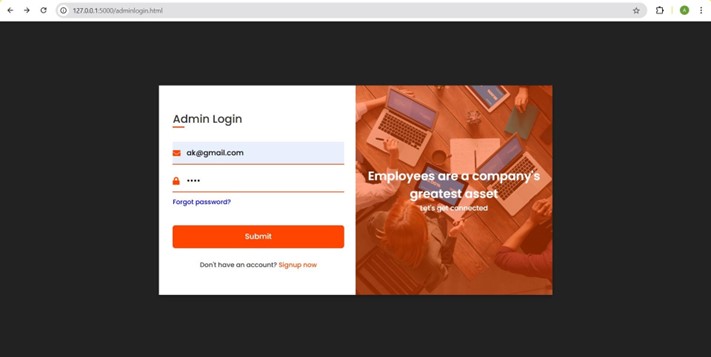 127.0.0.1:5000/adminlogin.html
A
Admin Login
ak@gmail.com
••••
Forgot password?
Submit
Don't have an account? Signup now
Employees are a company's
greatest asset
Let's get connected